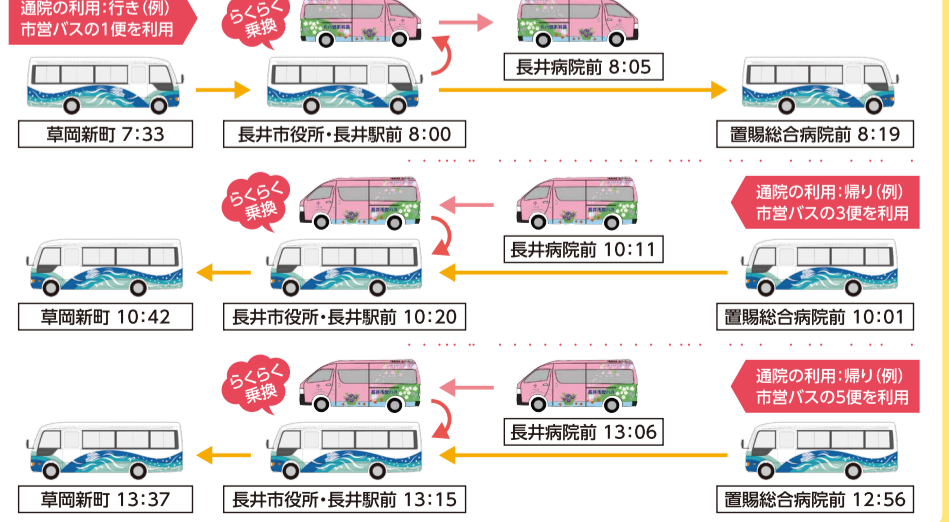 通院の利用：行き（例）
市営バスの1便を利用
らくらく
乗換
長井病院前 8：05
草岡新町 7：33
長井市役所・長井駅前 8：00
置賜総合病院前 8：19
らくらく
乗換
通院の利用：帰り（例）
市営バスの3便を利用
長井病院前 10：11
草岡新町 10：42
長井市役所・長井駅前 10：20
置賜総合病院前 10：01
らくらく
乗換
通院の利用：帰り（例）
市営バスの5便を利用
長井病院前 13：06
草岡新町 13：37
長井市役所・長井駅前 13：15
置賜総合病院前 12：56